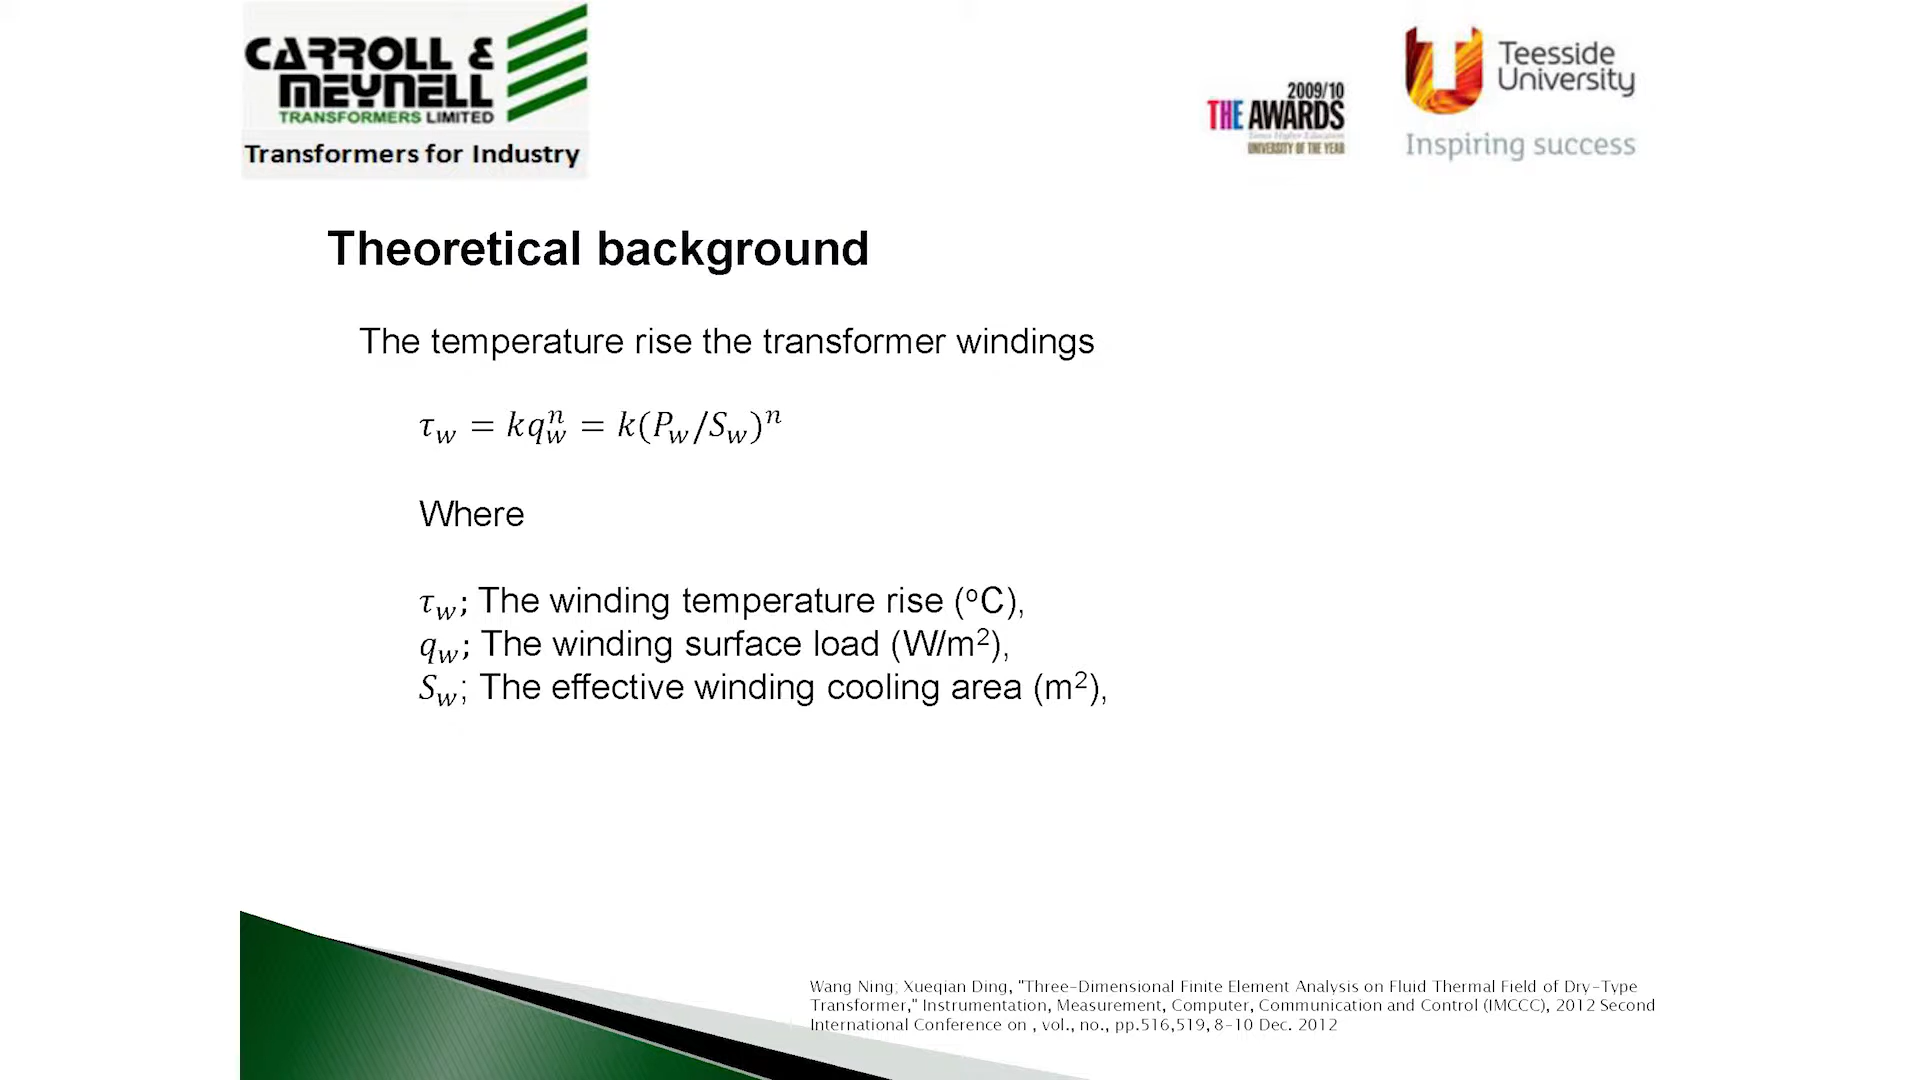 CARROLL &
MEYNELL
TRANSFORMERS LIMITED
Transformers for Industry
2009/10
THE AWARDS
Times Higher Education
UNIVERSITY OF THE YEAR
Teesside
University
Inspiring success
Theoretical background
The temperature rise the transformer windings
τ_w = kq_w^n = k(P_w/S_w)^n
Where
τ_w; The winding temperature rise (°C),
q_w; The winding surface load (W/m²),
S_w; The effective winding cooling area (m²),
Wang Ning; Xueqian Ding, "Three-Dimensional Finite Element Analysis on Fluid Thermal Field of Dry-Type
Transformer," Instrumentation, Measurement, Computer, Communication and Control (IMCCC), 2012 Second
International Conference on , vol., no., pp.516,519, 8-10 Dec. 2012